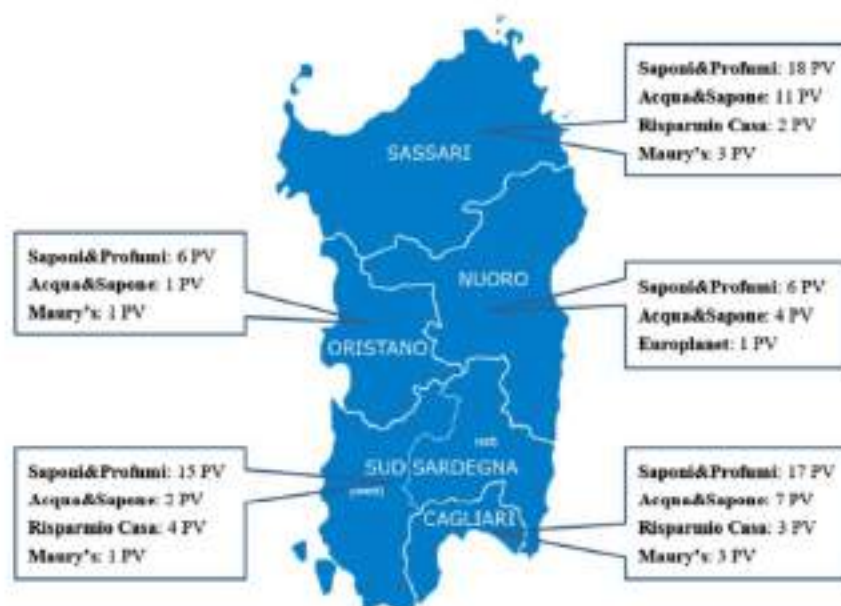 Saponi&Profumi: 18 PV
Acqua&Sapone: 11 PV
Risparmio Casa: 2 PV
Maury's: 3 PV
SASSARI
Saponi&Profumi: 6 PV
Acqua&Sapone: 1 PV
Maury's: 1 PV
NUORO
Saponi&Profumi: 6 PV
Acqua&Sapone: 4 PV
Europlanet: 1 PV
ORISTANO
Saponi&Profumi: 15 PV
Acqua&Sapone: 2 PV
Risparmio Casa: 4 PV
Maury's: 1 PV
SUD SARDEGNA
CAGLIARI
Saponi&Profumi: 17 PV
Acqua&Sapone: 7 PV
Risparmio Casa: 3 PV
Maury's: 3 PV